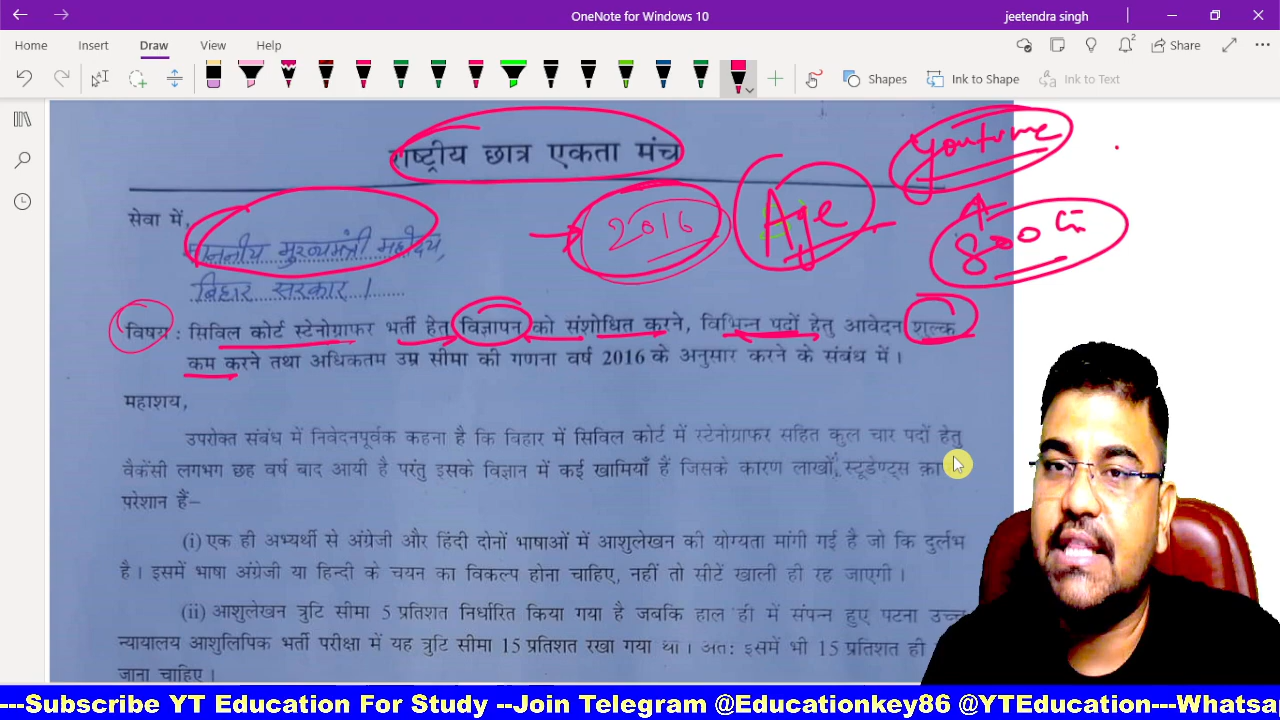 OneNote for Windows 10
jeetendra singh
Home Insert Draw View Help
Share
Shapes
Ink to Shape
Ink to Text
राष्ट्रीय छात्र एकता मंच
2016
Age
800
सेवा में,
माननीय मुख्यमंत्री महोदय,
बिहार सरकार।
विषय : सिविल कोर्ट स्टेनोग्राफर भर्ती हेतु विज्ञापन को संशोधित करने, विभिन्न पदों हेतु आवेदन शुल्क
कम करने तथा अधिकतम उम्र सीमा की गणना वर्ष 2016 के अनुसार करने के संबंध में।
महाशय,
उपरोक्त संबंध में निवेदनपूर्वक कहना है कि बिहार में सिविल कोर्ट में स्टेनोग्राफर सहित कुल चार पदों हेतु
वैकेंसी लगभग छह वर्ष बाद आयी है परंतु इसके विज्ञान में कई खामियाँ हैं जिसके कारण लाखों स्टूडेण्ट्स
परेशान हैं–
(i) एक ही अभ्यर्थी से अंग्रेजी और हिंदी दोनों भाषाओं में आशुलेखन की योग्यता मांगी गई है जो कि दुर्लभ
है। इसमें भाषा अंग्रेजी या हिन्दी के चयन का विकल्प होना चाहिए, नहीं तो सीटें खाली ही रह जाएगी।
(ii) आशुलेखन त्रुटि सीमा 5 प्रतिशत निर्धारित किया गया है जबकि हाल ही में संपन्न हुए पटना उच्च
न्यायालय आशुलिपिक भर्ती परीक्षा में यह त्रुटि सीमा 15 प्रतिशत रखा गया था। अत: इसमें भी 15 प्रतिशत ही
जाना चाहिए।
---Subscribe YT Education For Study --Join Telegram @Educationkey86 @YTEducation---Whatsa